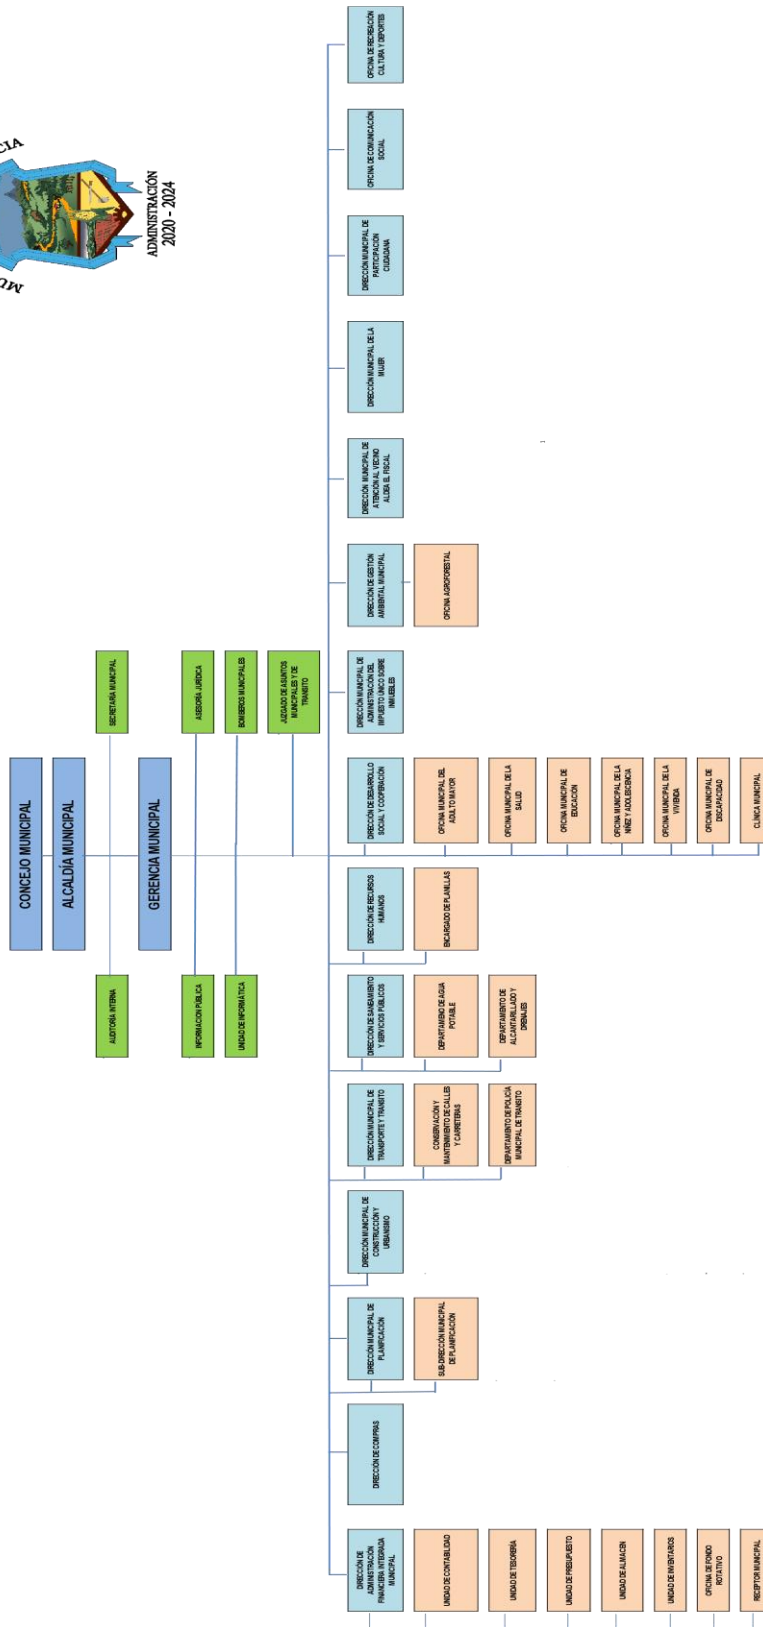 CIA
MU
ADMINISTRACIÓN
2020 - 2024
CONCEJO MUNICIPAL
ALCALDÍA MUNICIPAL
AUDITORÍA INTERNA
SECRETARÍA MUNICIPAL
GERENCIA MUNICIPAL
INFORMACION PÚBLICA
ASESORÍA JURÍDICA
UNIDAD DE INFORMÁTICA
BOMBEROS MUNICIPALES
JUZGADO DE ASUNTOS
MUNICIPALES Y DE
TRANSITO
DIRECCIÓN DE
ADMINISTRACIÓN
FINANCIERA INTEGRADA
MUNICIPAL
UNIDAD DE CONTABILIDAD
UNIDAD DE TESORERÍA
UNIDAD DE PRESUPUESTO
UNIDAD DE ALMACEN
UNIDAD DE INVENTARIOS
OFICINA DE FONDO
ROTATIVO
RECEPTOR MUNICIPAL
DIRECCIÓN DE COMPRAS
DIRECCIÓN MUNICIPAL DE
PLANIFICACIÓN
SUB-DIRECCIÓN MUNICIPAL
DE PLANIFICACIÓN
DIRECCIÓN MUNICIPAL DE
CONSTRUCCIÓN Y
URBANISMO
DIRECCIÓN MUNICIPAL DE
TRANSPORTE Y TRANSITO
CONSERVACIÓN Y
MANTENIMIENTO DE CALLES
Y CARRETERAS
DEPARTAMENTO DE POLICÍA
MUNICIPAL DE TRANSITO
DIRECCIÓN DE SANEAMIENTO
Y SERVICIOS PÚBLICOS
DEPARTAMENO DE AGUA
POTABLE
DEPARTAMENTO DE
ALCANTARILLADO Y
DRENAJES
DIRECCIÓN DE RECURSOS
HUMANOS
ENCARGADO DE PLANILLAS
DIRECCIÓN DE DESARROLLO
SOCIAL Y COOPERACIÓN
OFICINA MUNICIPAL DEL
ADULTO MAYOR
OFICINA MUNICIPAL DE LA
SALUD
OFICINA MUNICIPAL DE
EDUCACIÓN
OFICINA MUNICIPAL DE LA
NIÑEZ Y ADOLESCENCIA
OFICINA MUNICIPAL DE LA
VIVIENDA
OFICINA MUNICIPAL DE
DISCAPACIDAD
CLÍNICA MUNICIPAL
DIRECCIÓN MUNICIPAL DE
ADMINISTRACIÓN DEL
IMPUESTO ÚNICO SOBRE
INMUEBLES
DIRECCIÓN DE GESTIÓN
AMBIENTAL MUNICIPAL
OFICINA AGROFORESTAL
DIRECCIÓN MUNICIPAL DE
ATENCIÓN AL VECINO
ALDEA EL FISCAL
DIRECCIÓN MUNICIPAL DE LA
MUJER
DIRECCIÓN MUNICIPAL DE
PARTICIPACIÓN
CIUDADANA
OFICINA DE COMUNICACIÓN
SOCIAL
OFICINA DE RECREACIÓN
CULTURA Y DEPORTES